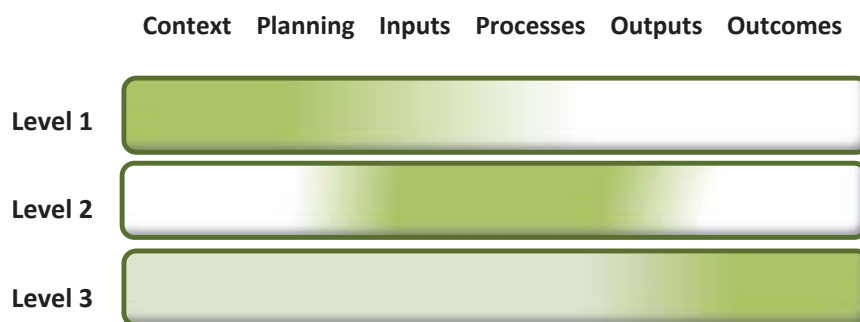 Context Planning Inputs Processes Outputs Outcomes
Level 1
Level 2
Level 3